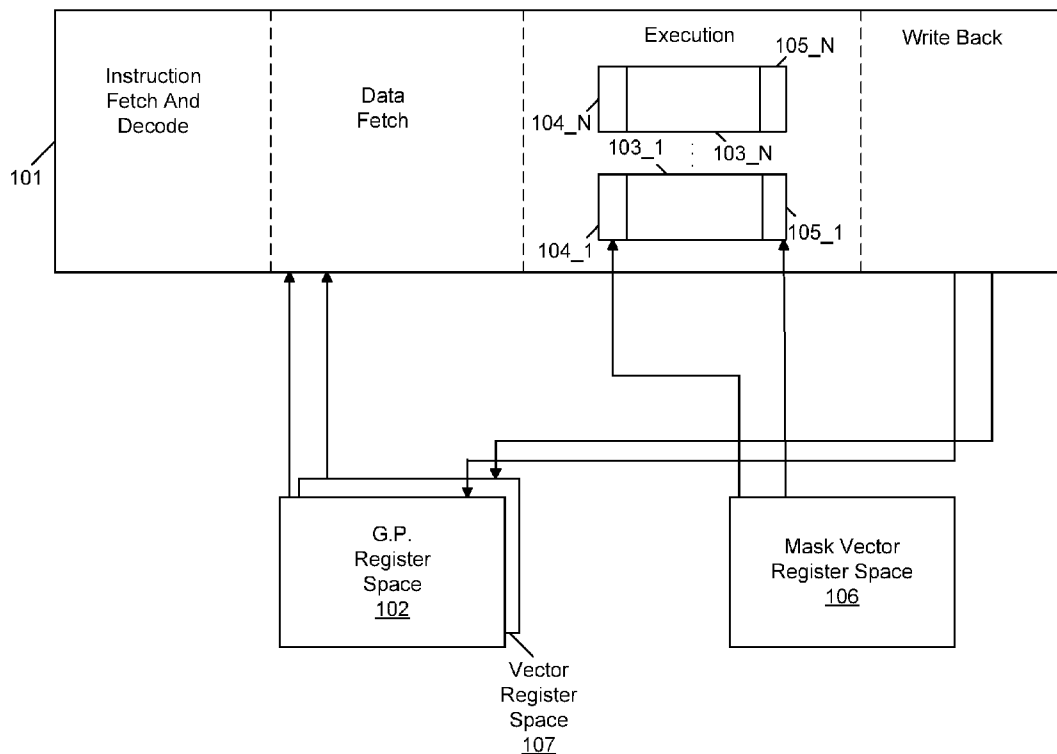 Execution
Write Back
105_N
Instruction
Fetch And
Decode
Data
Fetch
104_N
103_1
103_N
101
104_1
105_1
G.P.
Register
Space
102
Mask Vector
Register Space
106
Vector
Register
Space
107